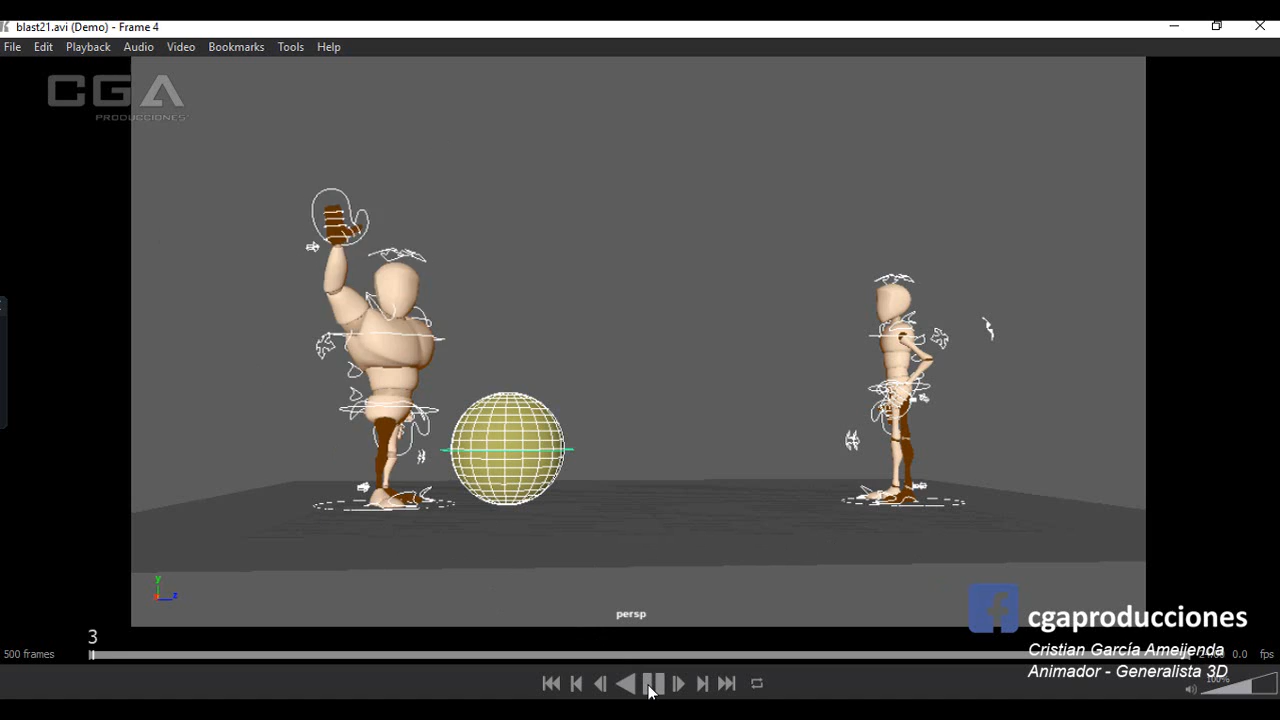 blast21.avi (Demo) - Frame 4
File Edit Playback Audio Video Bookmarks Tools Help
CGA
PRODUCCIONES
y
z
persp
cgaproducciones
3
500 frames
0.0 fps
Cristian García Ameijenda
Animador - Generalista 3D
100%